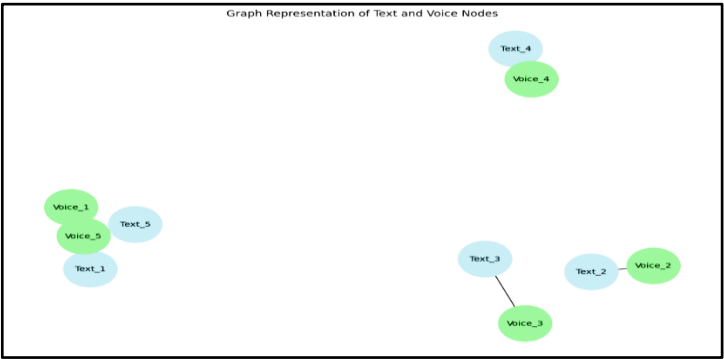 Graph Representation of Text and Voice Nodes
Text_4
Voice_4
Voice_1
Text_5
Voice_5
Text_1
Text_3
Text_2
Voice_2
Voice_3